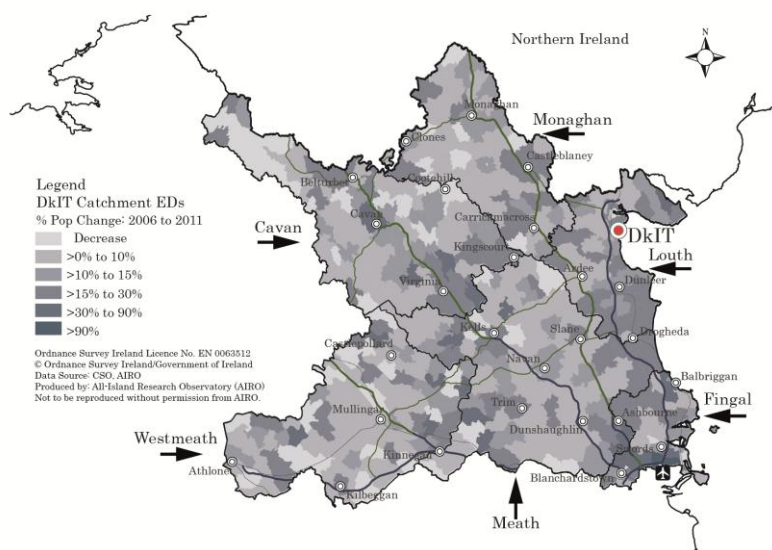 Northern Ireland
N
Monaghan
Monaghan
Clones
Castleblaney
Legend
DkIT Catchment EDs
% Pop Change: 2006 to 2011
Decrease
>0% to 10%
>10% to 15%
>15% to 30%
>30% to 90%
>90%
Belturbet
Cootehill
Cavan
Cavan
Carrickmacross
DkIT
Kingscourt
Louth
Ardee
Virginia
Dunleer
Ordnance Survey Ireland Licence No. EN 0063512
© Ordnance Survey Ireland/Government of Ireland
Data Source: CSO, AIRO
Produced by: All-Island Research Observatory (AIRO)
Not to be reproduced without permission from AIRO.
Kells
Slane
Drogheda
Castlepollard
Navan
Balbriggan
Trim
Fingal
Mullingar
Dunshaughlin
Ashbourne
Westmeath
Kinnegad
Swords
Athlone
Blanchardstown
Kilbeggan
Meath